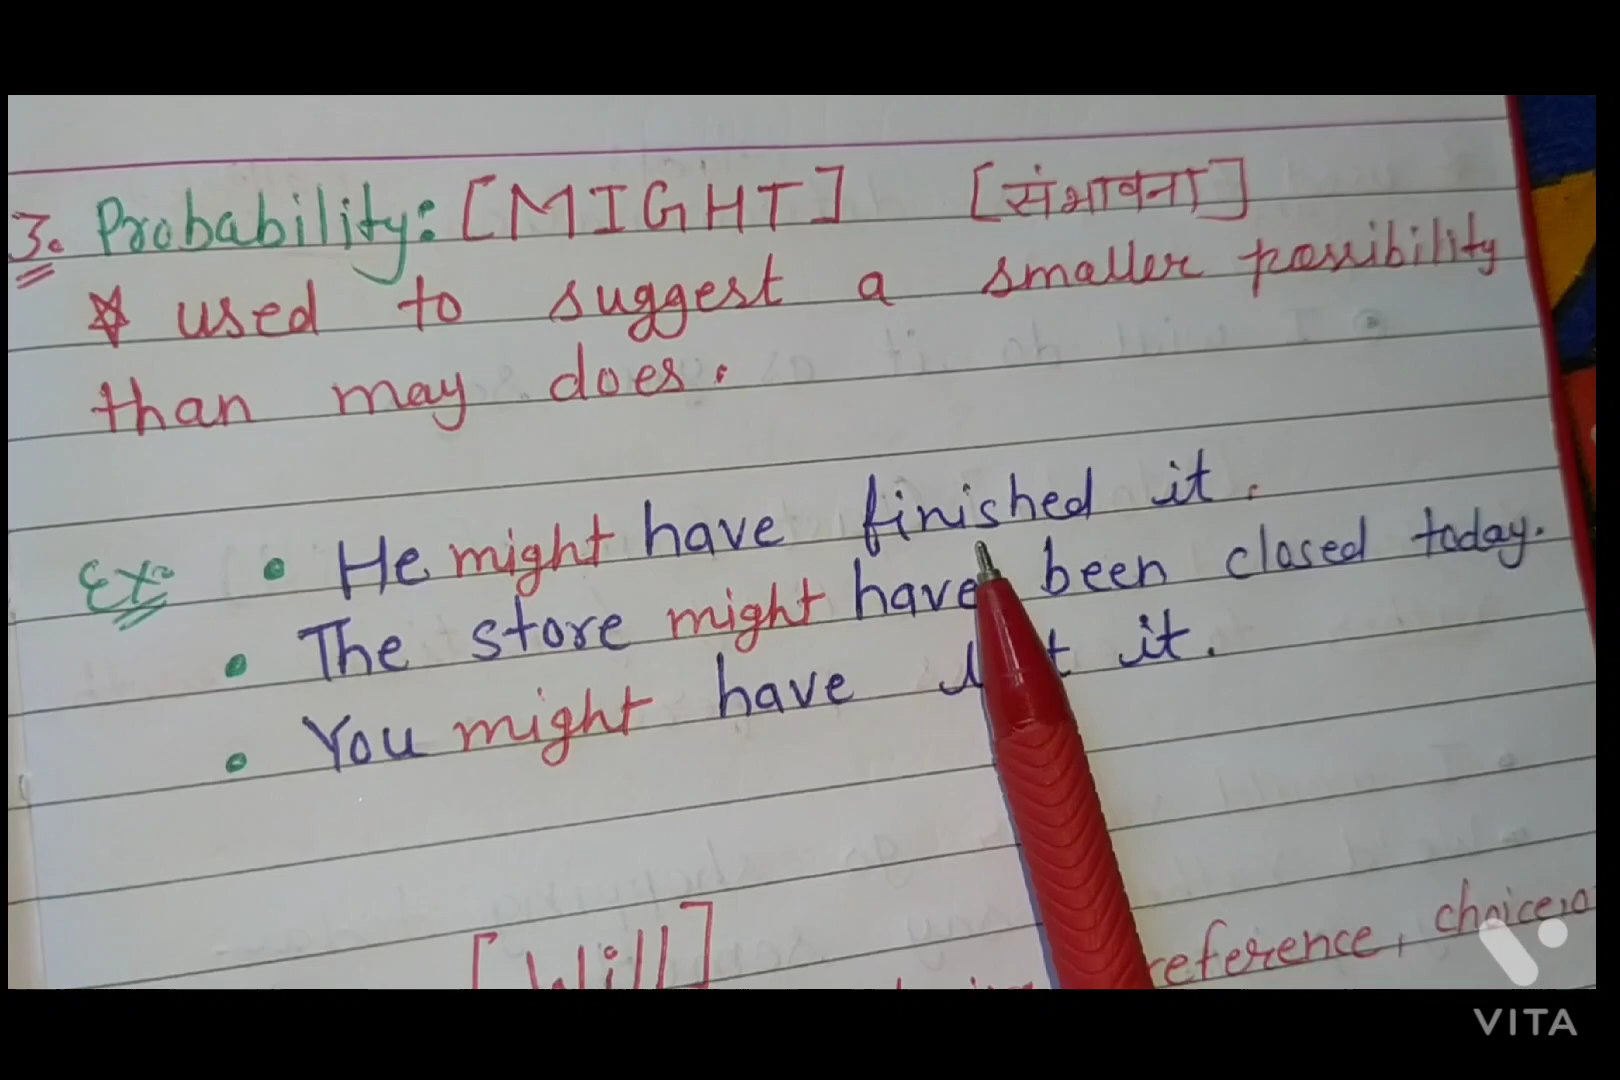 3. Probability: [MIGHT] [संभावना]
☆ used to suggest a smaller possibility
than may does.
Ex:- • He might have finished it.
• The store might have been closed today.
• You might have it.
[Will]
choice,
VITA